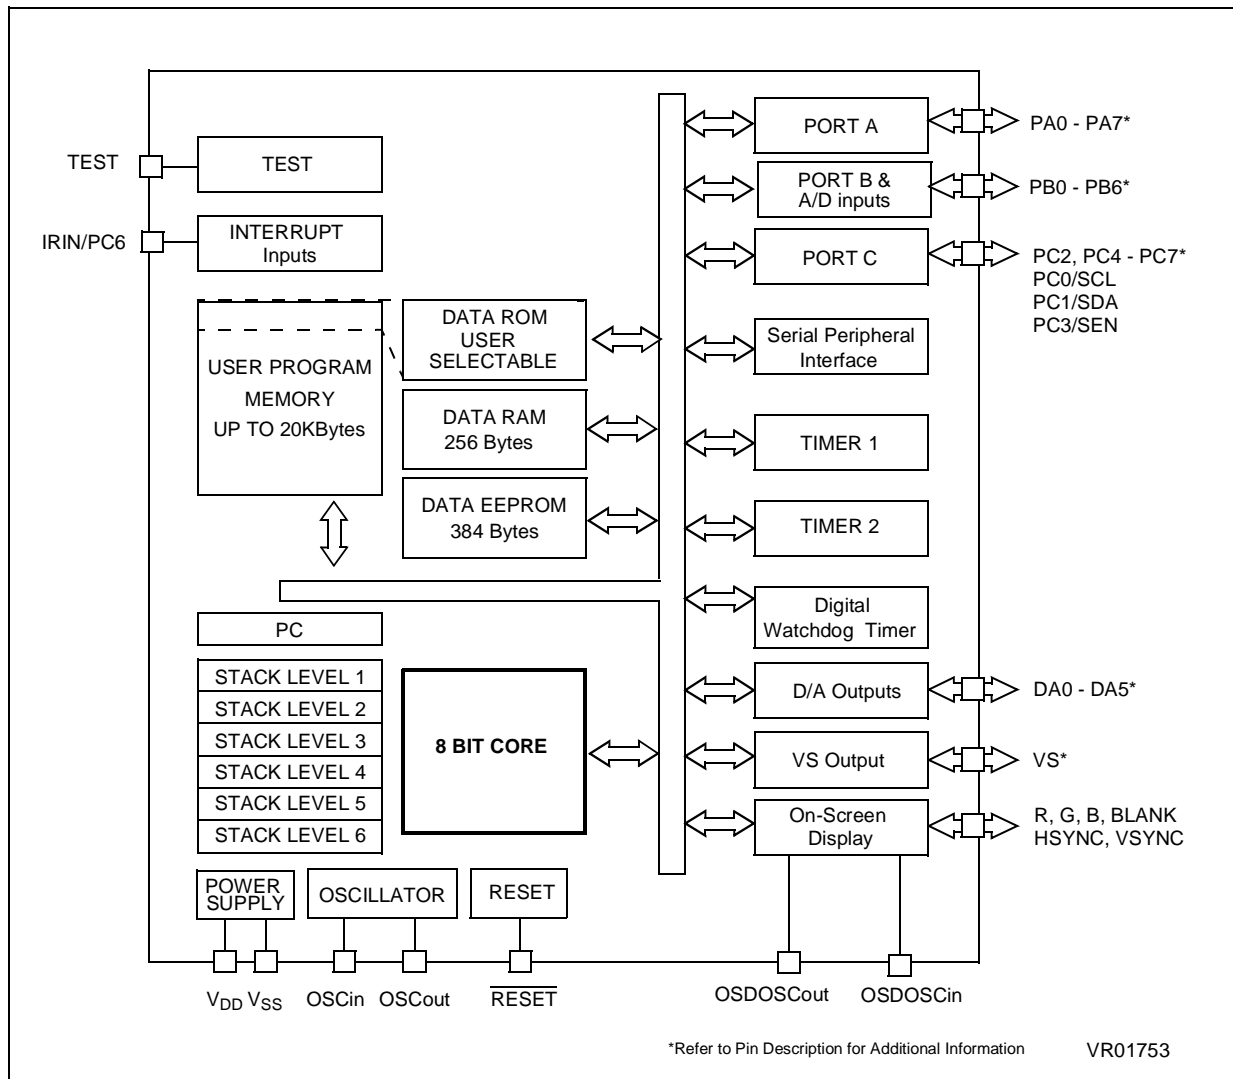 TEST
TEST
IRIN/PC6
INTERRUPT
Inputs
USER PROGRAM
MEMORY
UP TO 20KBytes
DATA ROM
USER
SELECTABLE
DATA RAM
256 Bytes
DATA EEPROM
384 Bytes
PC
STACK LEVEL 1
STACK LEVEL 2
STACK LEVEL 3
STACK LEVEL 4
STACK LEVEL 5
STACK LEVEL 6
8 BIT CORE
POWER
SUPPLY
OSCILLATOR
RESET
VDD VSS
OSCin
OSCout
RESET
PORT A
PA0 - PA7*
PORT B &
A/D inputs
PB0 - PB6*
PORT C
PC2, PC4 - PC7*
PC0/SCL
PC1/SDA
PC3/SEN
Serial Peripheral
Interface
TIMER 1
TIMER 2
Digital
Watchdog Timer
D/A Outputs
DA0 - DA5*
VS Output
VS*
On-Screen
Display
R, G, B, BLANK
HSYNC, VSYNC
OSDOSCout
OSDOSCin
*Refer to Pin Description for Additional Information
VR01753